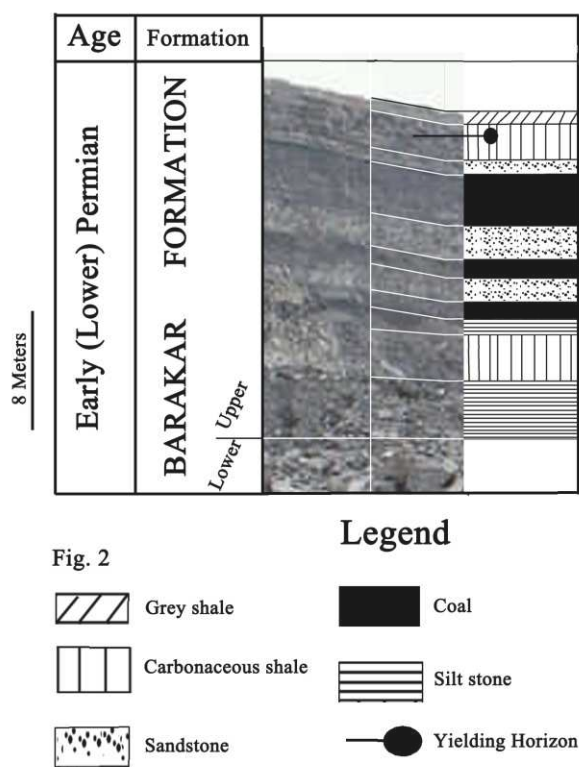 Age
Formation
Early (Lower) Permian
BARAKAR FORMATION
8 Meters
Upper
Lower
Legend
Fig. 2
Grey shale
Coal
Carbonaceous shale
Silt stone
Sandstone
Yielding Horizon